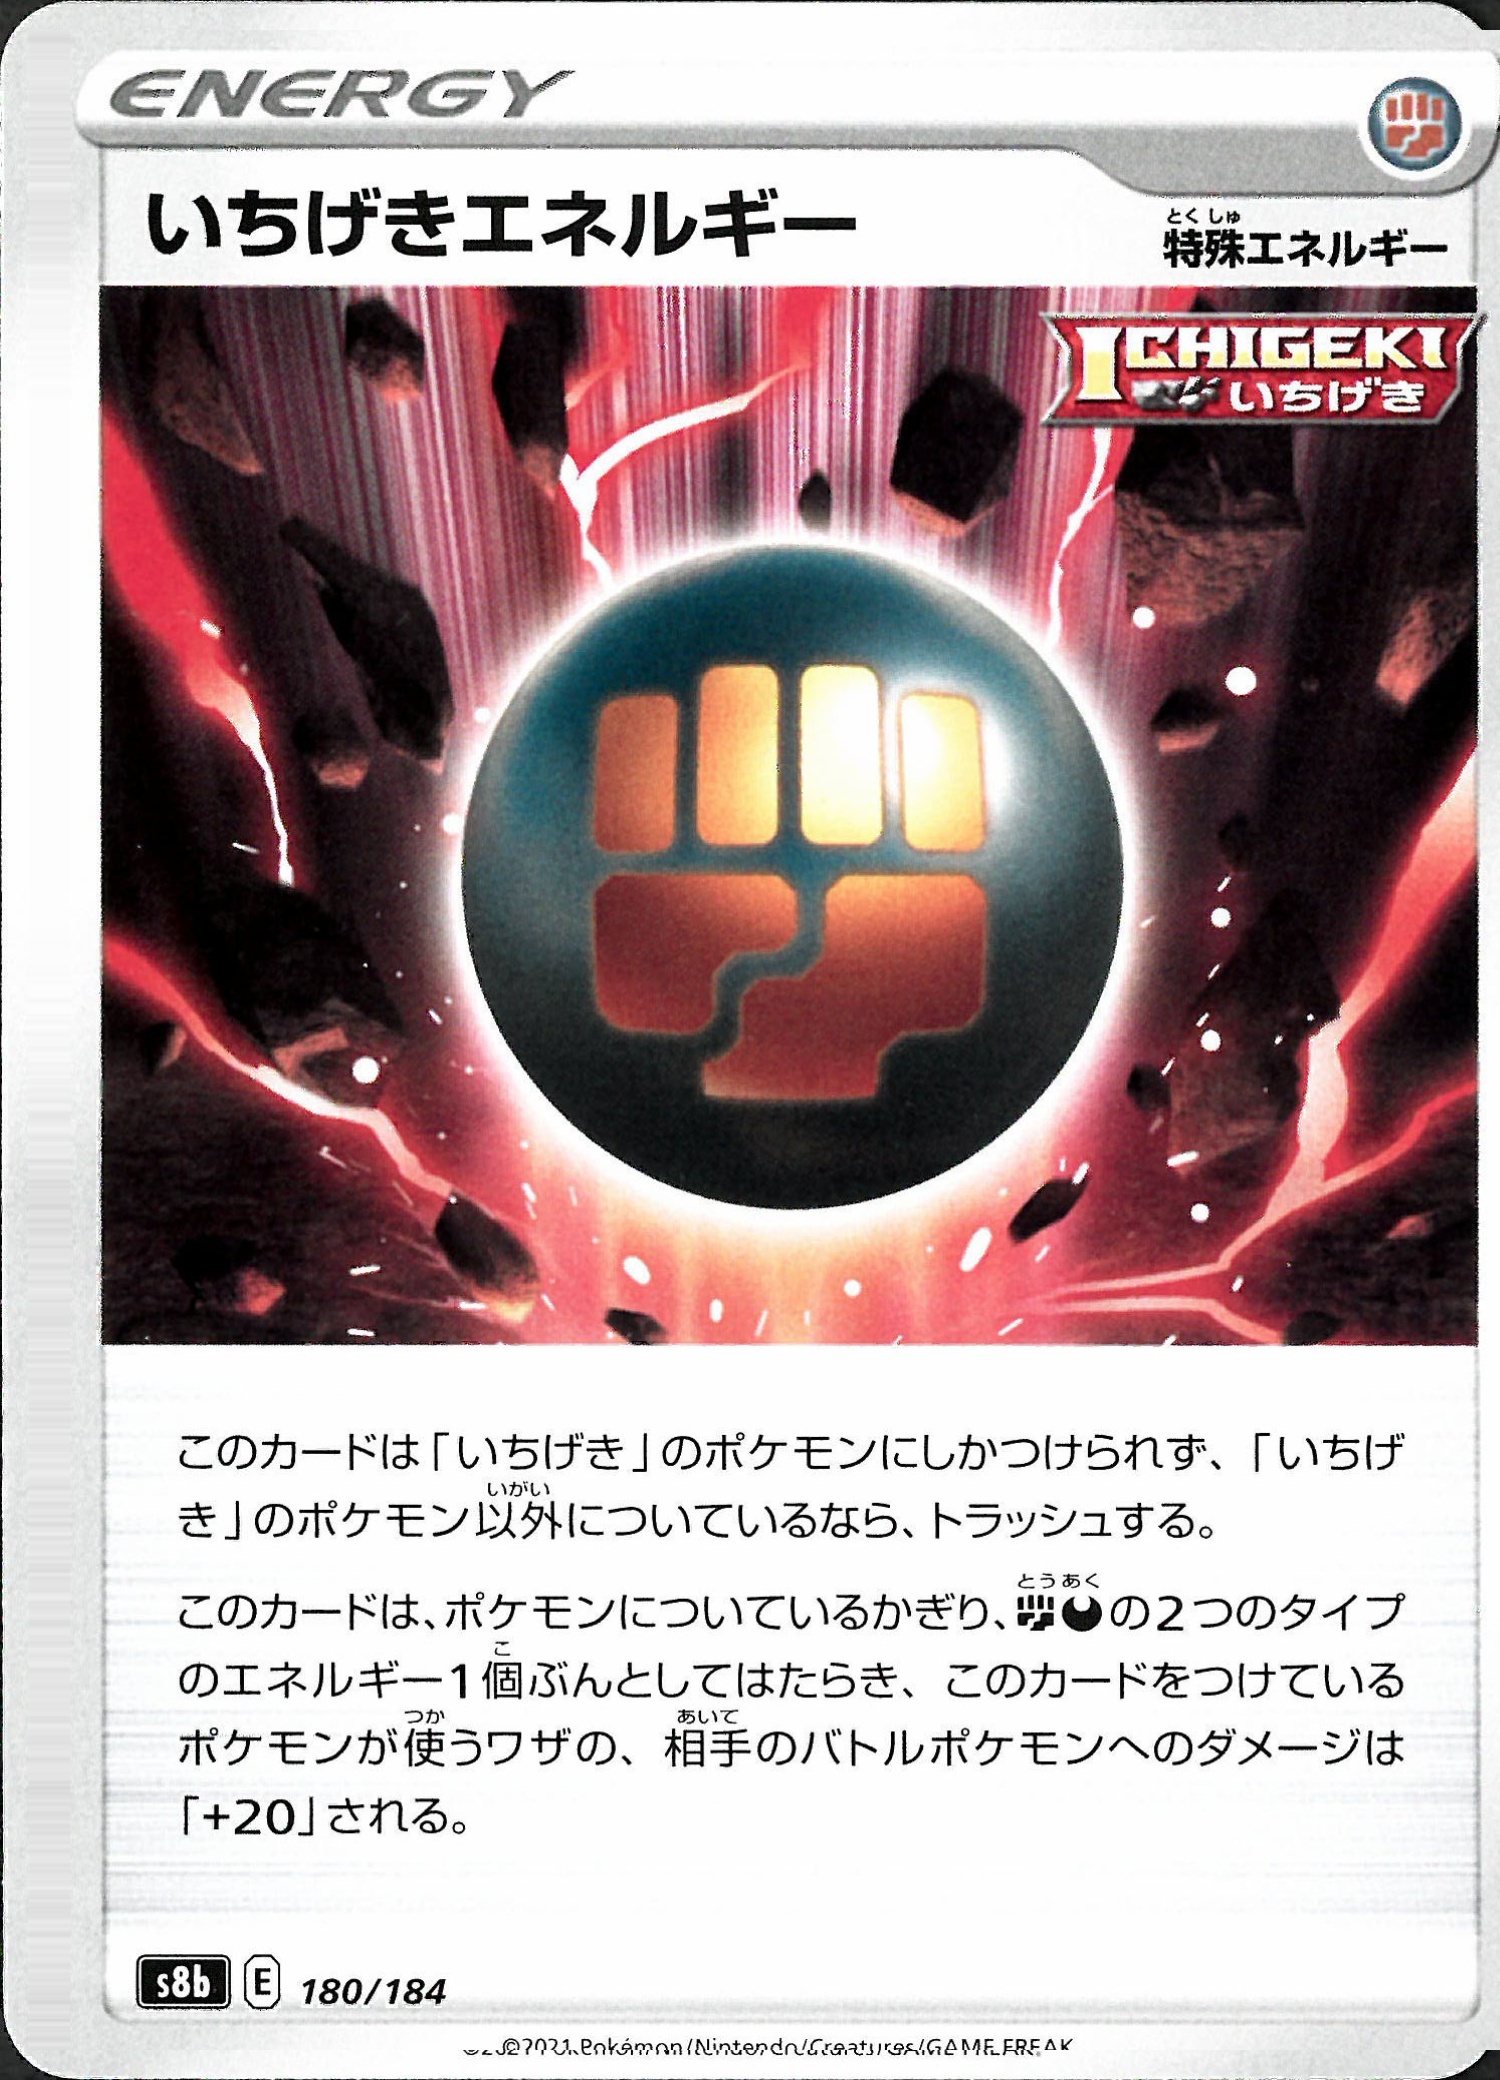 ENERGY
いちげきエネルギー
とくしゅ
特殊エネルギー
ICHIGEKI
いちげき
このカードは「いちげき」のポケモンにしかつけられず、「いちげ
いがい
き」のポケモン以外についているなら、トラッシュする。
とうあく
このカードは、ポケモンについているかぎり、の2つのタイプ
こ
のエネルギー1個ぶんとしてはたらき、このカードをつけている
つか あいて
ポケモンが使うワザの、相手のバトルポケモンへのダメージは
「+20」される。
s8b E 180/184
©2021 Pokémon/Nintendo/Creatures/GAME FREAK